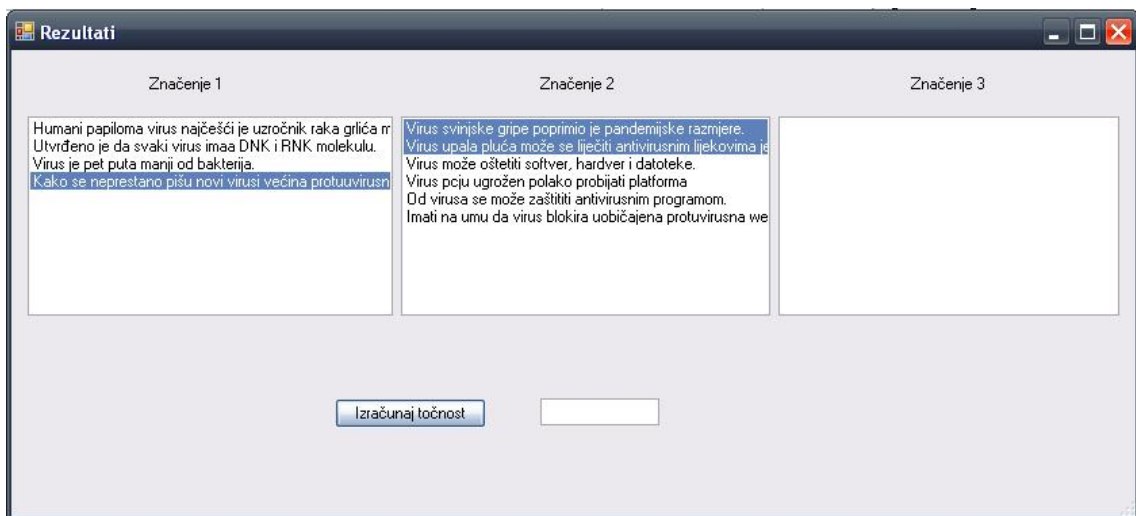 Rezultati
Značenje 1
Značenje 2
Značenje 3
Humani papiloma virus najčešći je uzročnik raka grlića m
Utvrđeno je da svaki virus imaa DNK i RNK molekulu.
Virus je pet puta manji od bakterija.
Kako se neprestano pišu novi virusi većina protuuvirusn
Virus svinjske gripe poprimio je pandemijske razmjere.
Virus upala pluća može se liječiti antivirusnim lijekovima je
Virus može oštetiti softver, hardver i datoteke.
Virus pcju ugrožen polako probijati platforma
Od virusa se može zaštititi antivirusnim programom.
Imati na umu da virus blokira uobičajena protuvirusna we
Izračunaj točnost